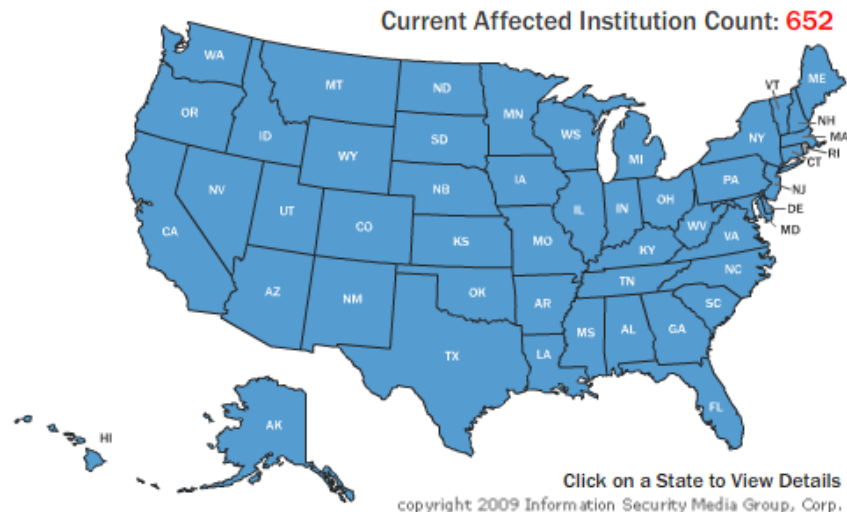 Current Affected Institution Count: 652
WA
MT
ND
MN
VT
ME
OR
ID
SD
WS
MI
NY
NH
MA
RI
CT
WY
IA
PA
NV
NB
IL
IN
OH
NJ
DE
MD
UT
CO
CA
KS
MO
WV
VA
KY
AZ
NM
OK
AR
TN
NC
SC
TX
LA
MS
AL
GA
FL
HI
AK
Click on a State to View Details
copyright 2009 Information Security Media Group, Corp.